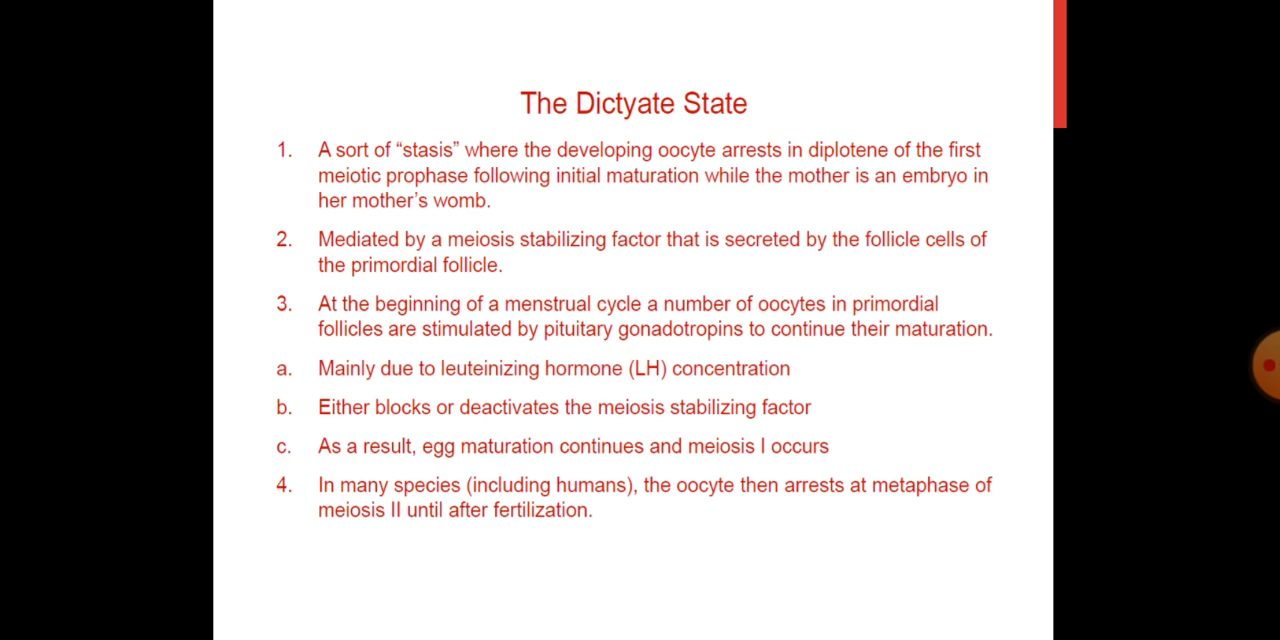 The Dictyate State
1. A sort of “stasis” where the developing oocyte arrests in diplotene of the first
meiotic prophase following initial maturation while the mother is an embryo in
her mother’s womb.
2. Mediated by a meiosis stabilizing factor that is secreted by the follicle cells of
the primordial follicle.
3. At the beginning of a menstrual cycle a number of oocytes in primordial
follicles are stimulated by pituitary gonadotropins to continue their maturation.
a. Mainly due to leuteinizing hormone (LH) concentration
b. Either blocks or deactivates the meiosis stabilizing factor
c. As a result, egg maturation continues and meiosis I occurs
4. In many species (including humans), the oocyte then arrests at metaphase of
meiosis II until after fertilization.